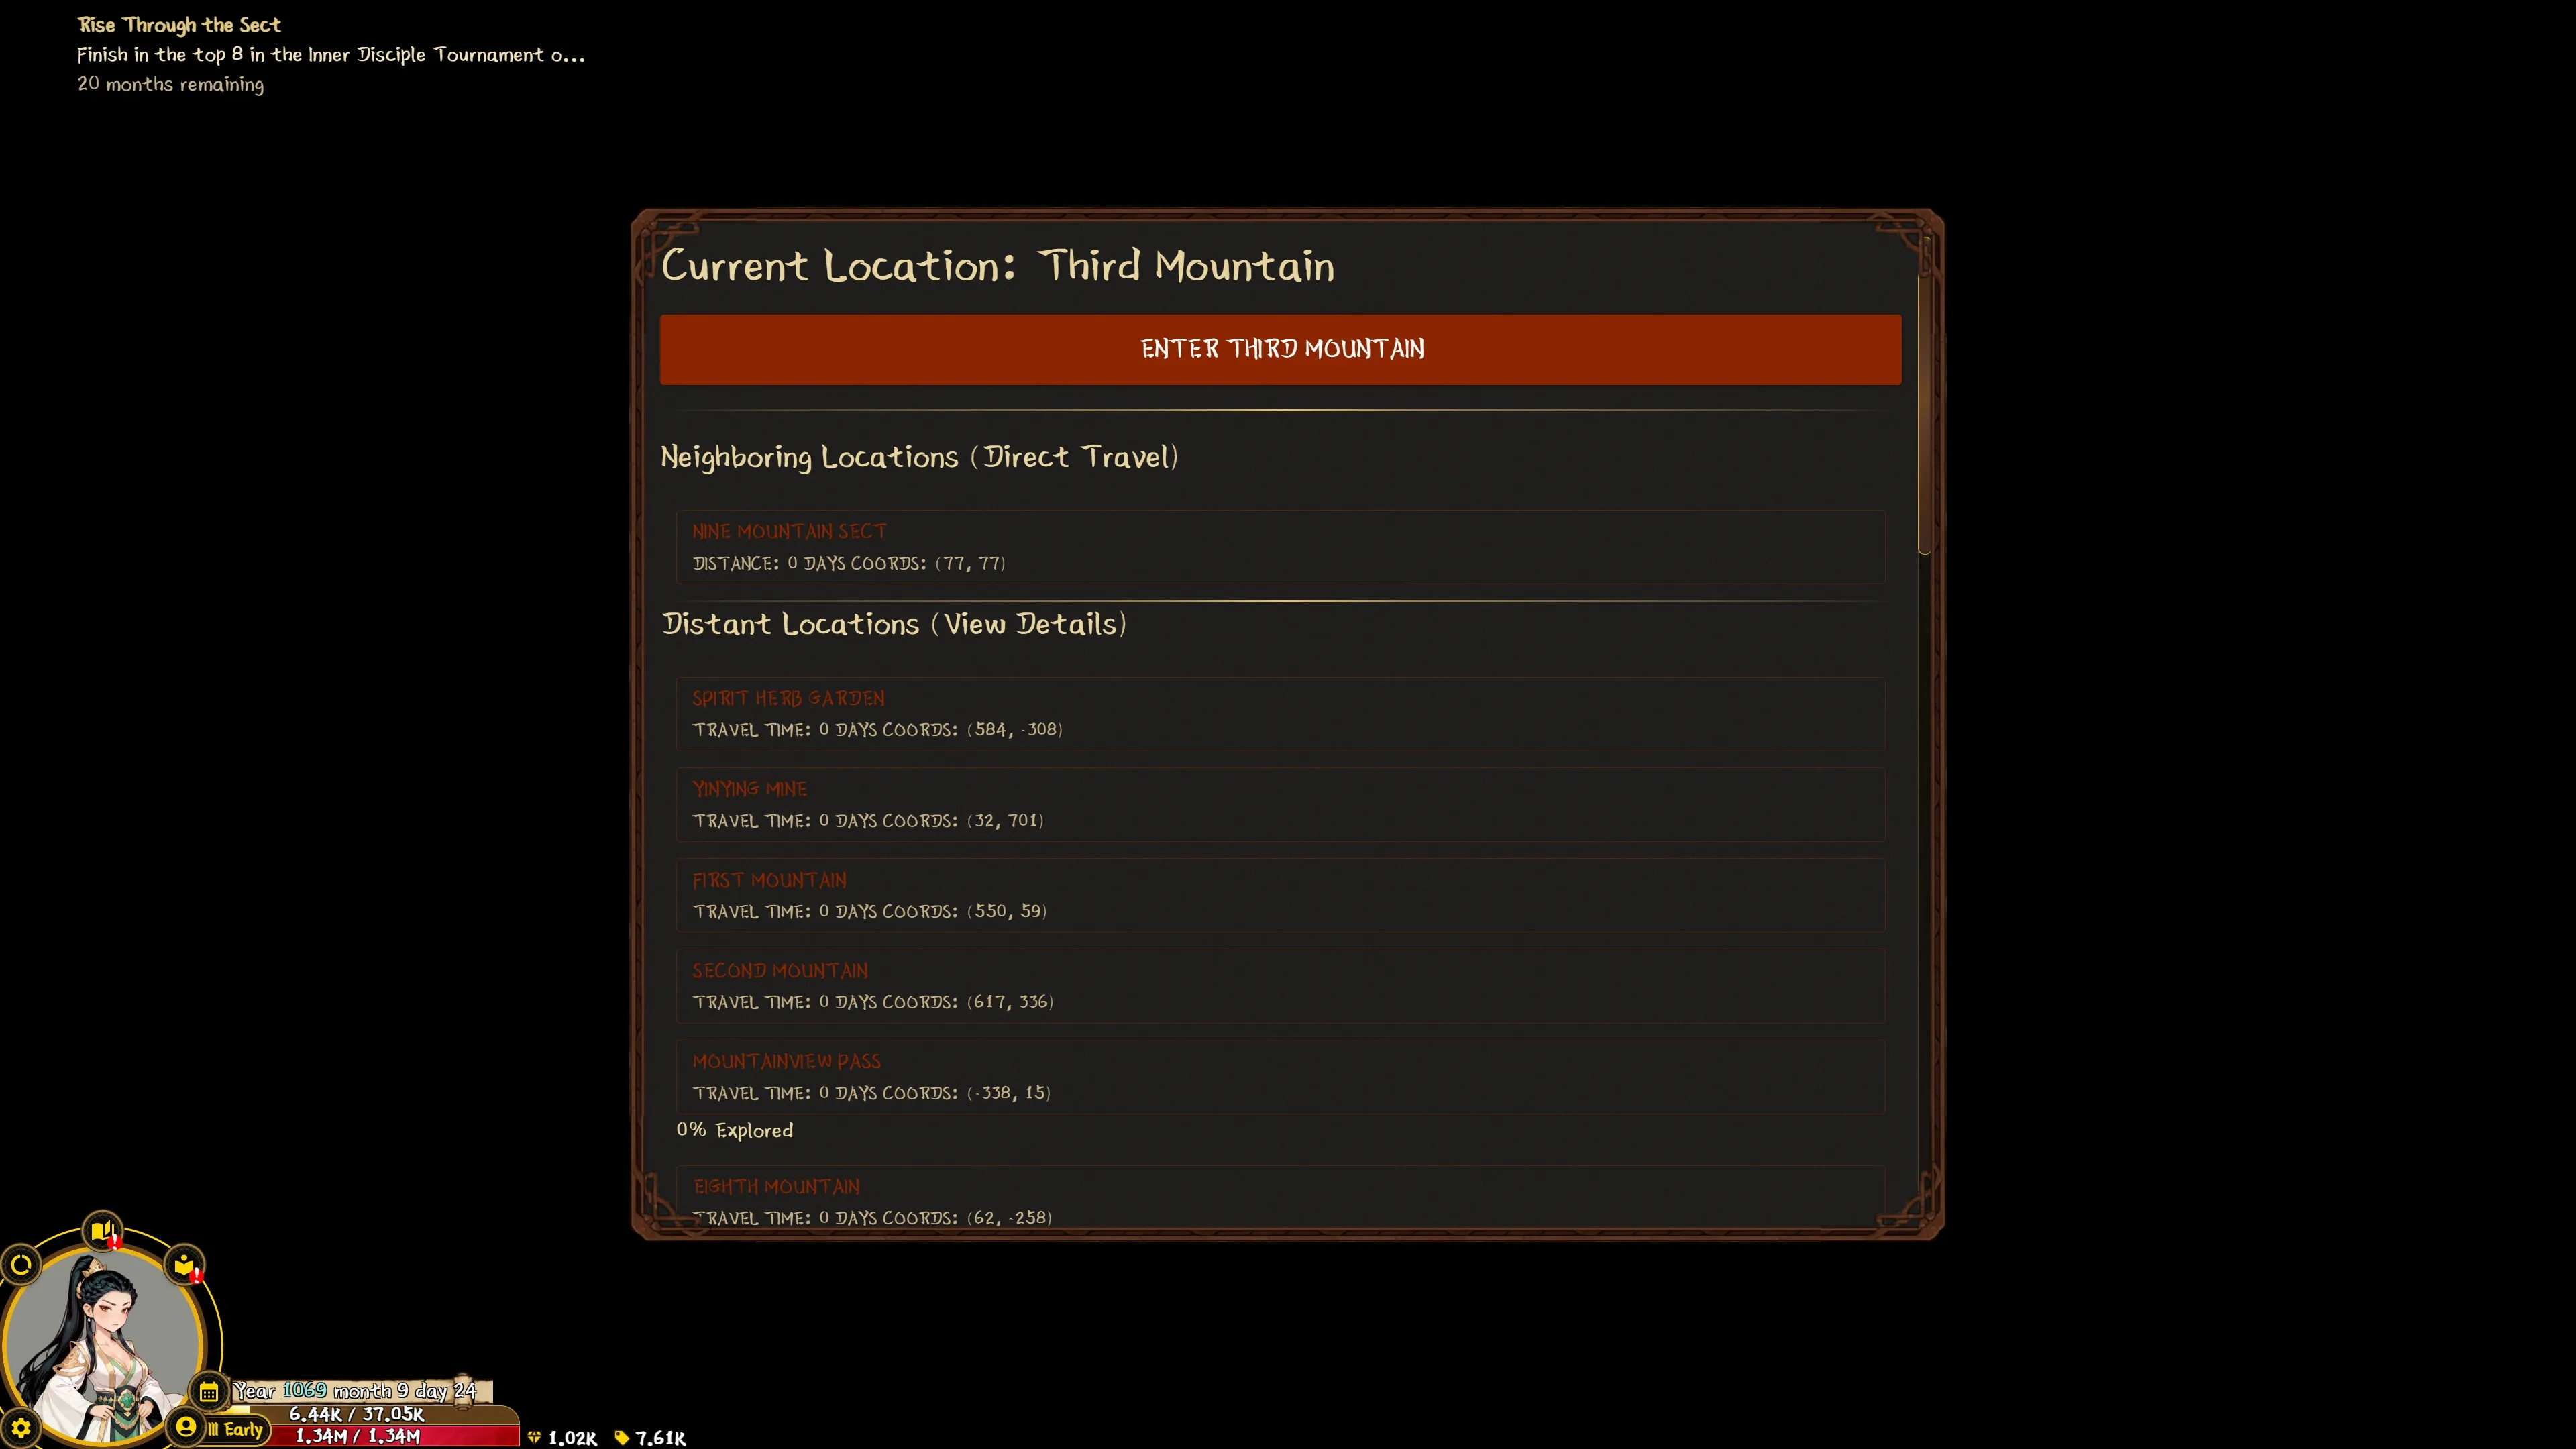 Rise Through the Sect
Finish in the top 8 in the Inner Disciple Tournament o...
20 months remaining
Current Location: Third Mountain
ENTER THIRD MOUNTAIN
Neighboring Locations (Direct Travel)
NINE MOUNTAIN SECT
DISTANCE: 0 DAYS COORDS: (77, 77)
Distant Locations (View Details)
SPIRIT HERB GARDEN
TRAVEL TIME: 0 DAYS COORDS: (584, -308)
YINYING MINE
TRAVEL TIME: 0 DAYS COORDS: (32, 701)
FIRST MOUNTAIN
TRAVEL TIME: 0 DAYS COORDS: (550, 59)
SECOND MOUNTAIN
TRAVEL TIME: 0 DAYS COORDS: (617, 336)
MOUNTAINVIEW PASS
TRAVEL TIME: 0 DAYS COORDS: (-338, 15)
0% Explored
EIGHTH MOUNTAIN
TRAVEL TIME: 0 DAYS COORDS: (62, -258)
Year 1069 month 9 day 24
6.44K / 37.05K
III Early
1.34M / 1.34M
1.02K 7.61K